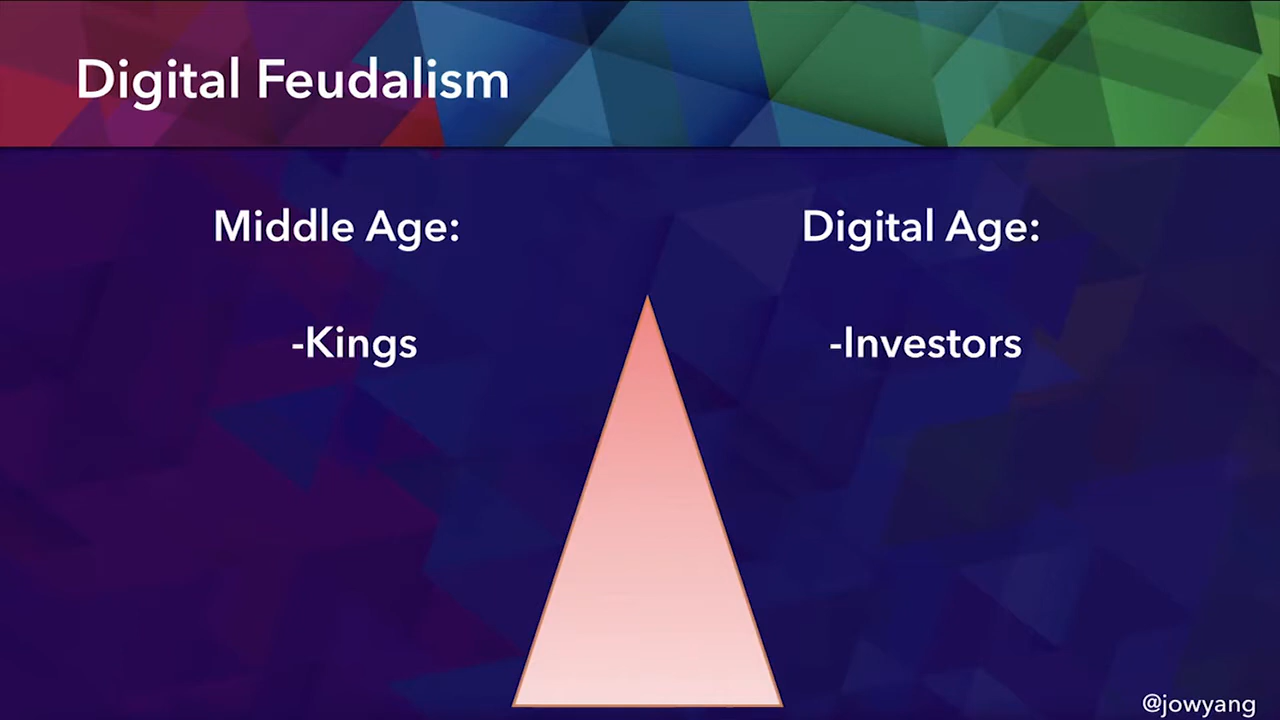 Digital Feudalism
Middle Age:
Digital Age:
-Kings
-Investors
@jowyang